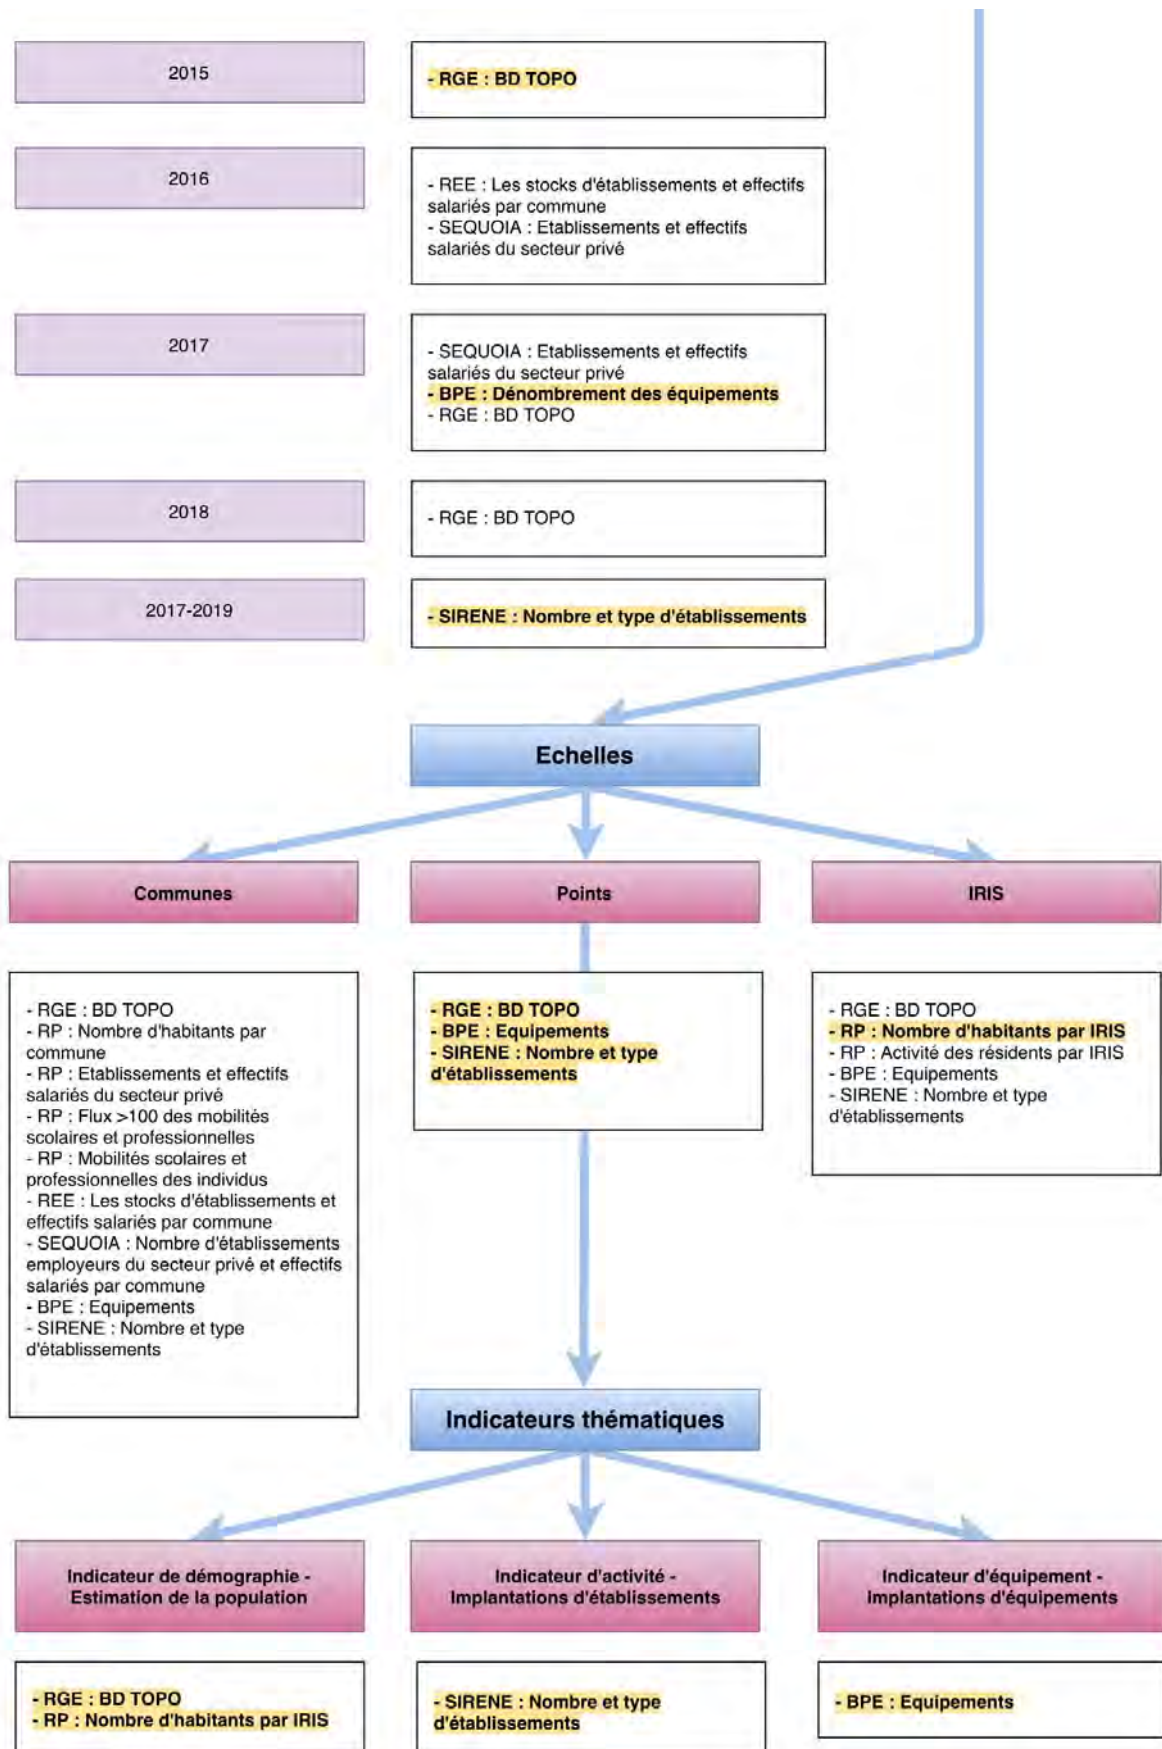 2015
- RGE : BD TOPO
2016
- REE : Les stocks d'établissements et effectifs
salariés par commune
- SEQUOIA : Etablissements et effectifs
salariés du secteur privé
2017
- SEQUOIA : Etablissements et effectifs
salariés du secteur privé
- BPE : Dénombrement des équipements
- RGE : BD TOPO
2018
- RGE : BD TOPO
2017-2019
- SIRENE : Nombre et type d'établissements
Echelles
Communes
Points
IRIS
- RGE : BD TOPO
- RP : Nombre d'habitants par
commune
- RP : Etablissements et effectifs
salariés du secteur privé
- RP : Flux >100 des mobilités
scolaires et professionnelles
- RP : Mobilités scolaires et
professionnelles des individus
- REE : Les stocks d'établissements et
effectifs salariés par commune
- SEQUOIA : Nombre d'établissements
employeurs du secteur privé et effectifs
salariés par commune
- BPE : Equipements
- SIRENE : Nombre et type
d'établissements
- RGE : BD TOPO
- BPE : Equipements
- SIRENE : Nombre et type
d'établissements
- RGE : BD TOPO
- RP : Nombre d'habitants par IRIS
- RP : Activité des résidents par IRIS
- BPE : Equipements
- SIRENE : Nombre et type
d'établissements
Indicateurs thématiques
Indicateur de démographie -
Estimation de la population
Indicateur d'activité -
Implantations d'établissements
Indicateur d'équipement -
Implantations d'équipements
- RGE : BD TOPO
- RP : Nombre d'habitants par IRIS
- SIRENE : Nombre et type
d'établissements
- BPE : Equipements